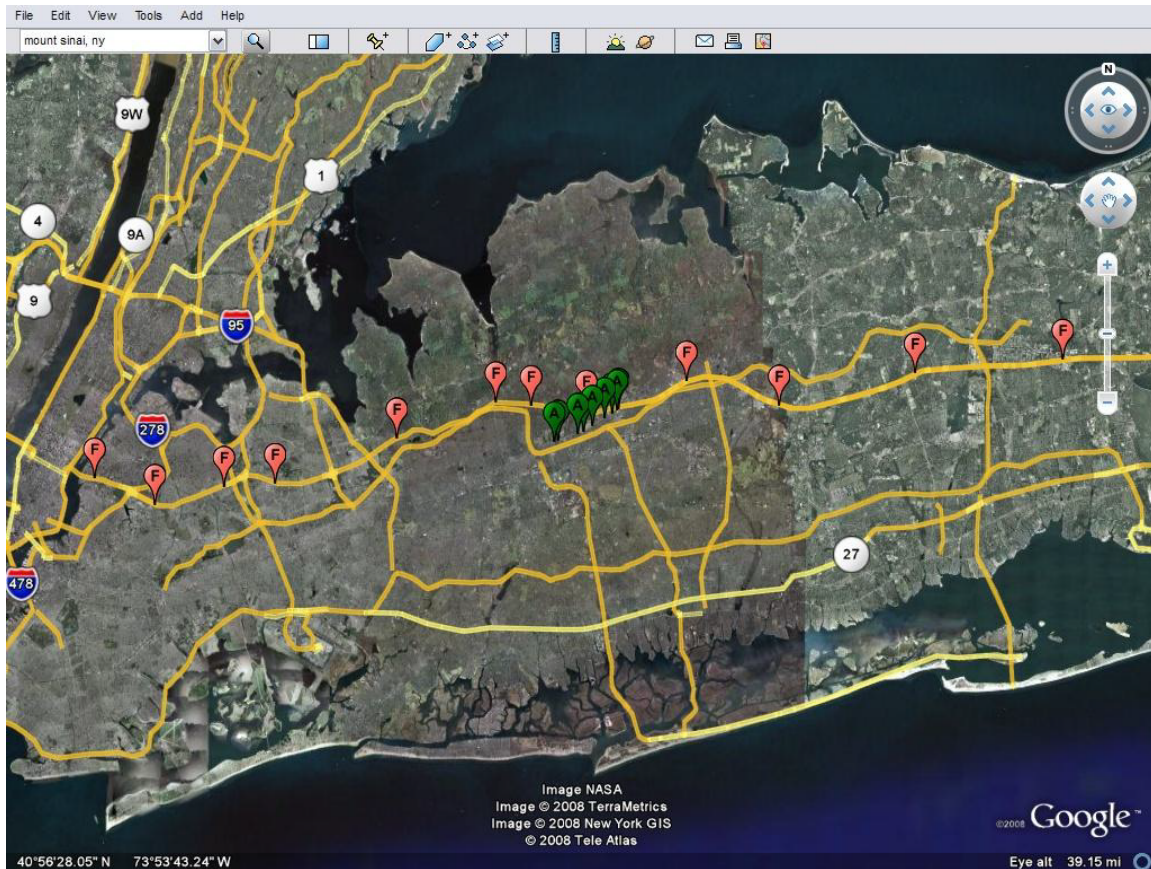 File Edit View Tools Add Help
mount sinai, ny
N
9W
1
4
9A
9
95
F
F
F
F
F
F
F
F
A
A
A
A
A
F
278
F
F
F
F
F
27
478
Image NASA
Image © 2008 TerraMetrics
Image © 2008 New York GIS
© 2008 Tele Atlas
©2008 Google™
40°56'28.05" N 73°53'43.24" W Eye alt 39.15 mi